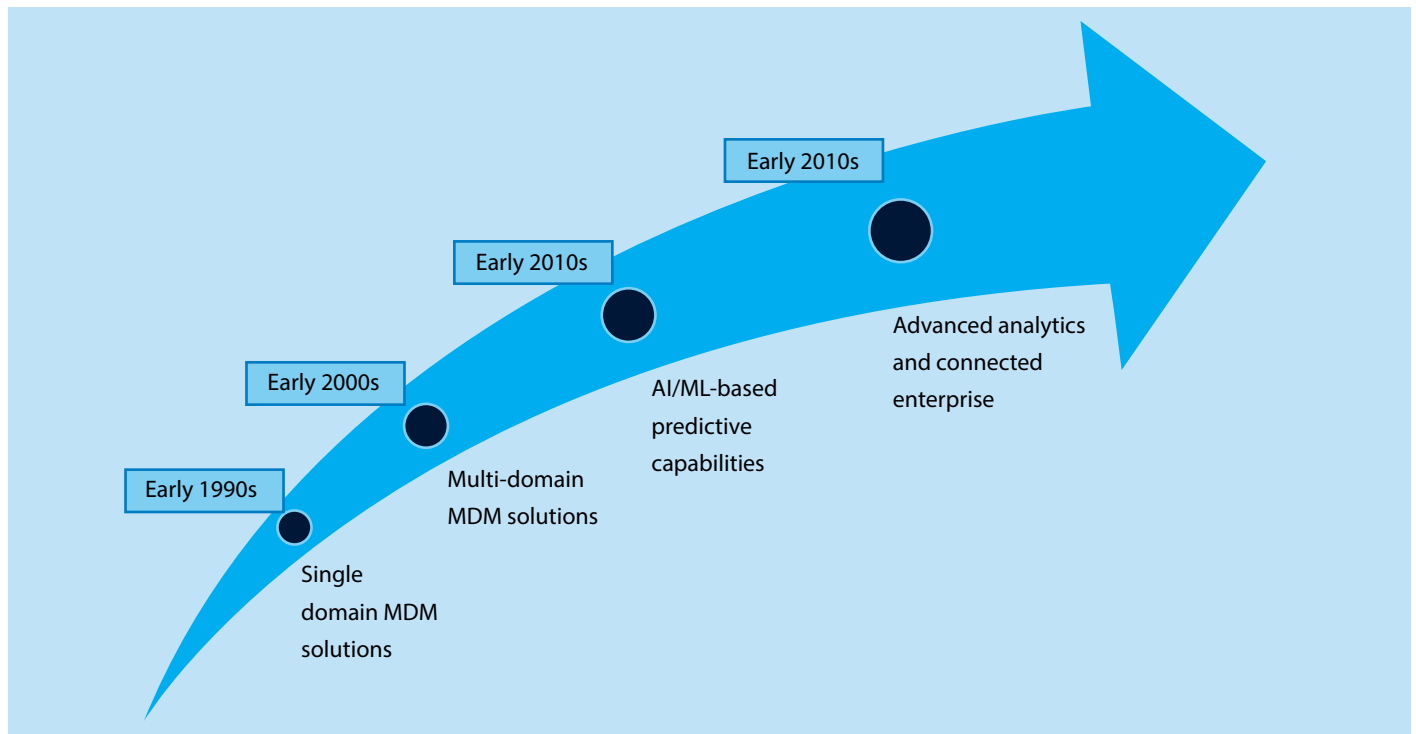 Early 1990s
Single
domain MDM
solutions
Early 2000s
Multi-domain
MDM solutions
Early 2010s
AI/ML-based
predictive
capabilities
Early 2010s
Advanced analytics
and connected
enterprise